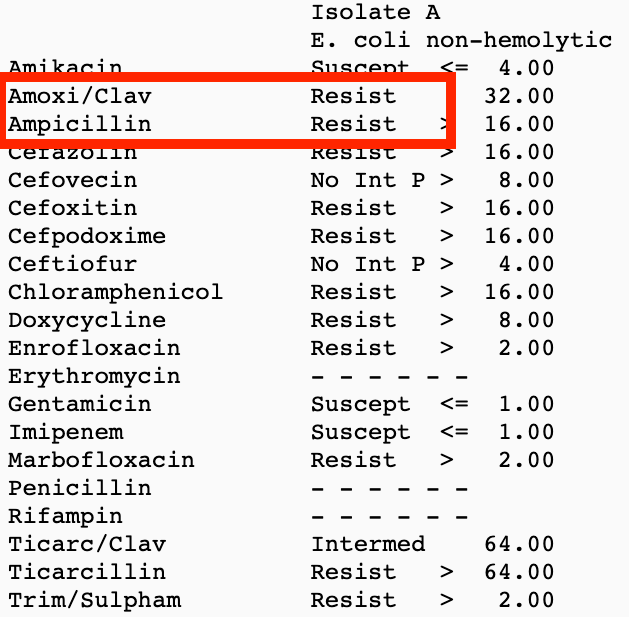 Isolate A
E. coli non-hemolytic
Amikacin Suscept <= 4.00
Amoxi/Clav Resist 32.00
Ampicillin Resist > 16.00
Cefazolin Resist > 16.00
Cefovecin No Int P > 8.00
Cefoxitin Resist > 16.00
Cefpodoxime Resist > 16.00
Ceftiofur No Int P > 4.00
Chloramphenicol Resist > 16.00
Doxycycline Resist > 8.00
Enrofloxacin Resist > 2.00
Erythromycin - - - - - -
Gentamicin Suscept <= 1.00
Imipenem Suscept <= 1.00
Marbofloxacin Resist > 2.00
Penicillin - - - - - -
Rifampin - - - - - -
Ticarc/Clav Intermed 64.00
Ticarcillin Resist > 64.00
Trim/Sulpham Resist > 2.00